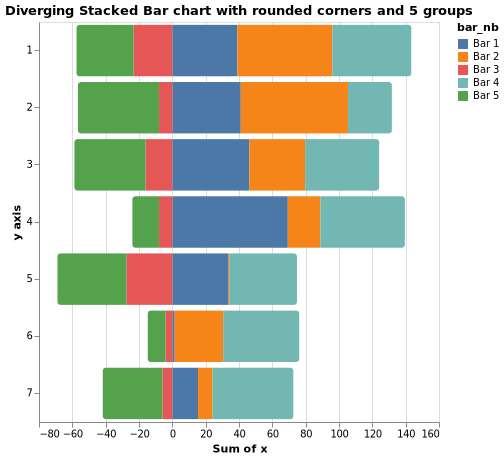 Diverging Stacked Bar chart with rounded corners and 5 groups
bar_nb
Bar 1
Bar 2
Bar 3
Bar 4
Bar 5
y axis
1
2
3
4
5
6
7
−80 −60 −40 −20 0 20 40 60 80 100 120 140 160
Sum of x